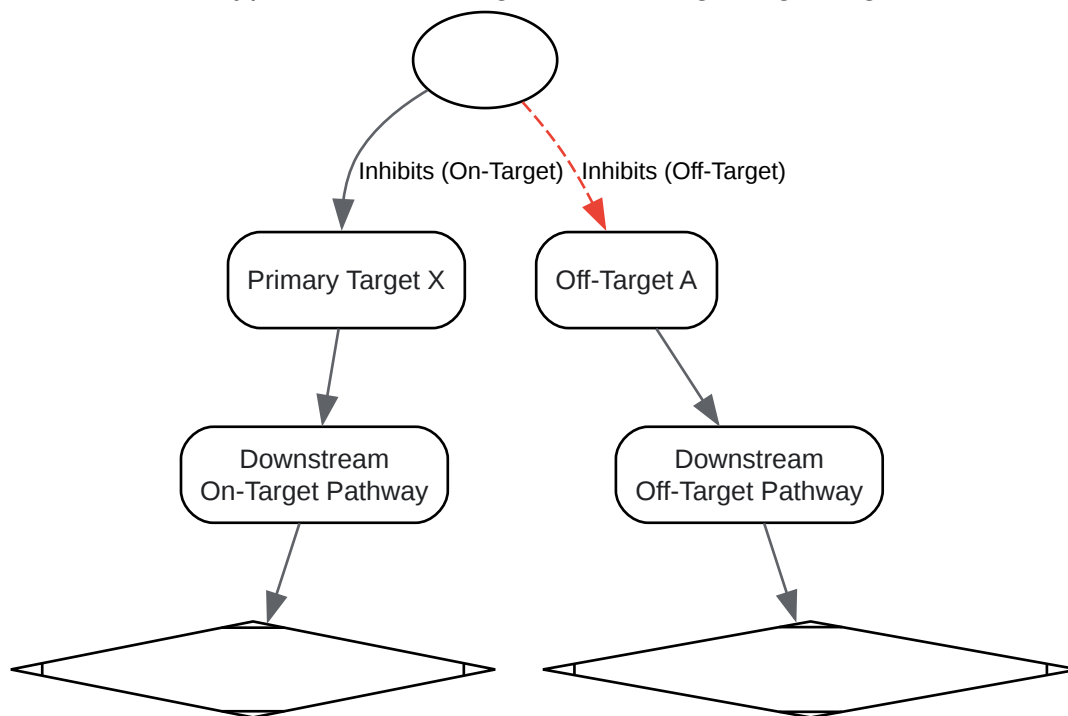 Inhibits (On-Target)
Inhibits (Off-Target)
Primary Target X
Off-Target A
Downstream
On-Target Pathway
Downstream
Off-Target Pathway